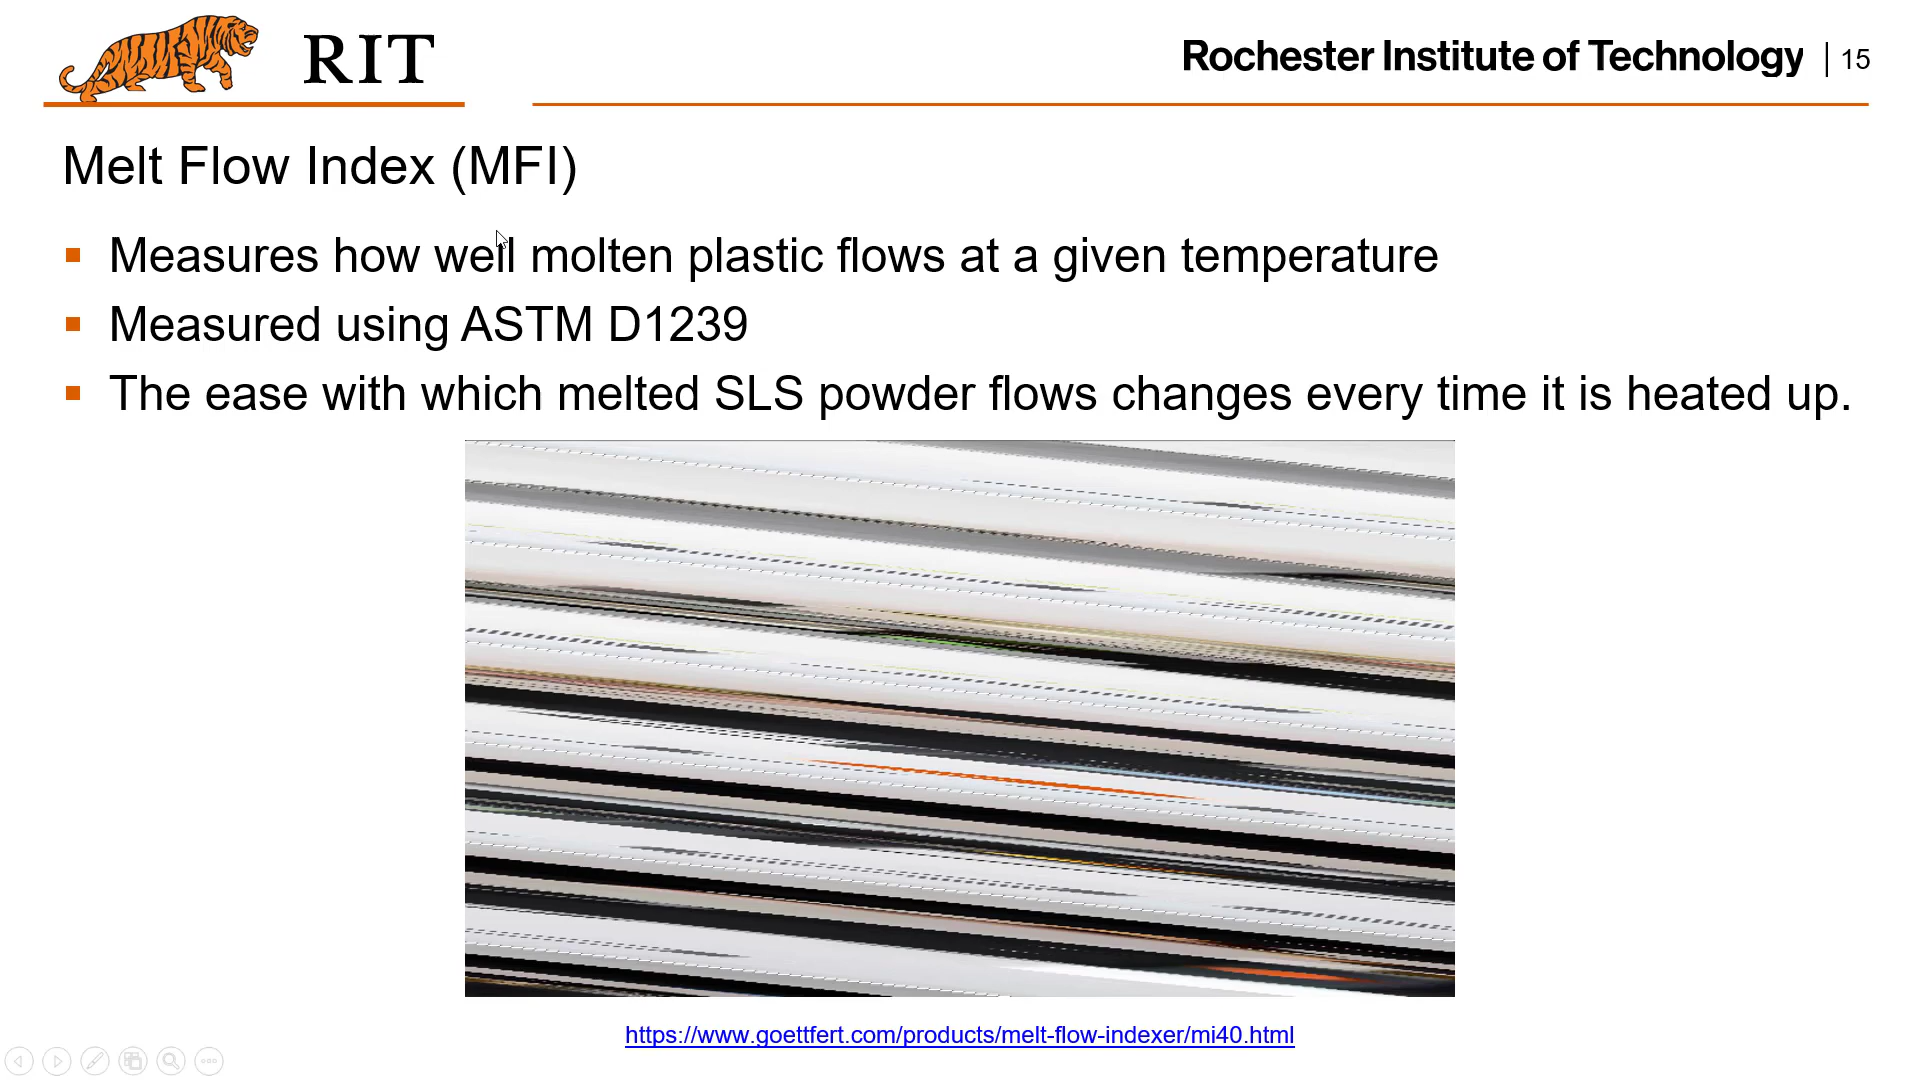 RIT
Rochester Institute of Technology | 15
Melt Flow Index (MFI)
Measures how well molten plastic flows at a given temperature
Measured using ASTM D1239
The ease with which melted SLS powder flows changes every time it is heated up.
https://www.goettfert.com/products/melt-flow-indexer/mi40.html